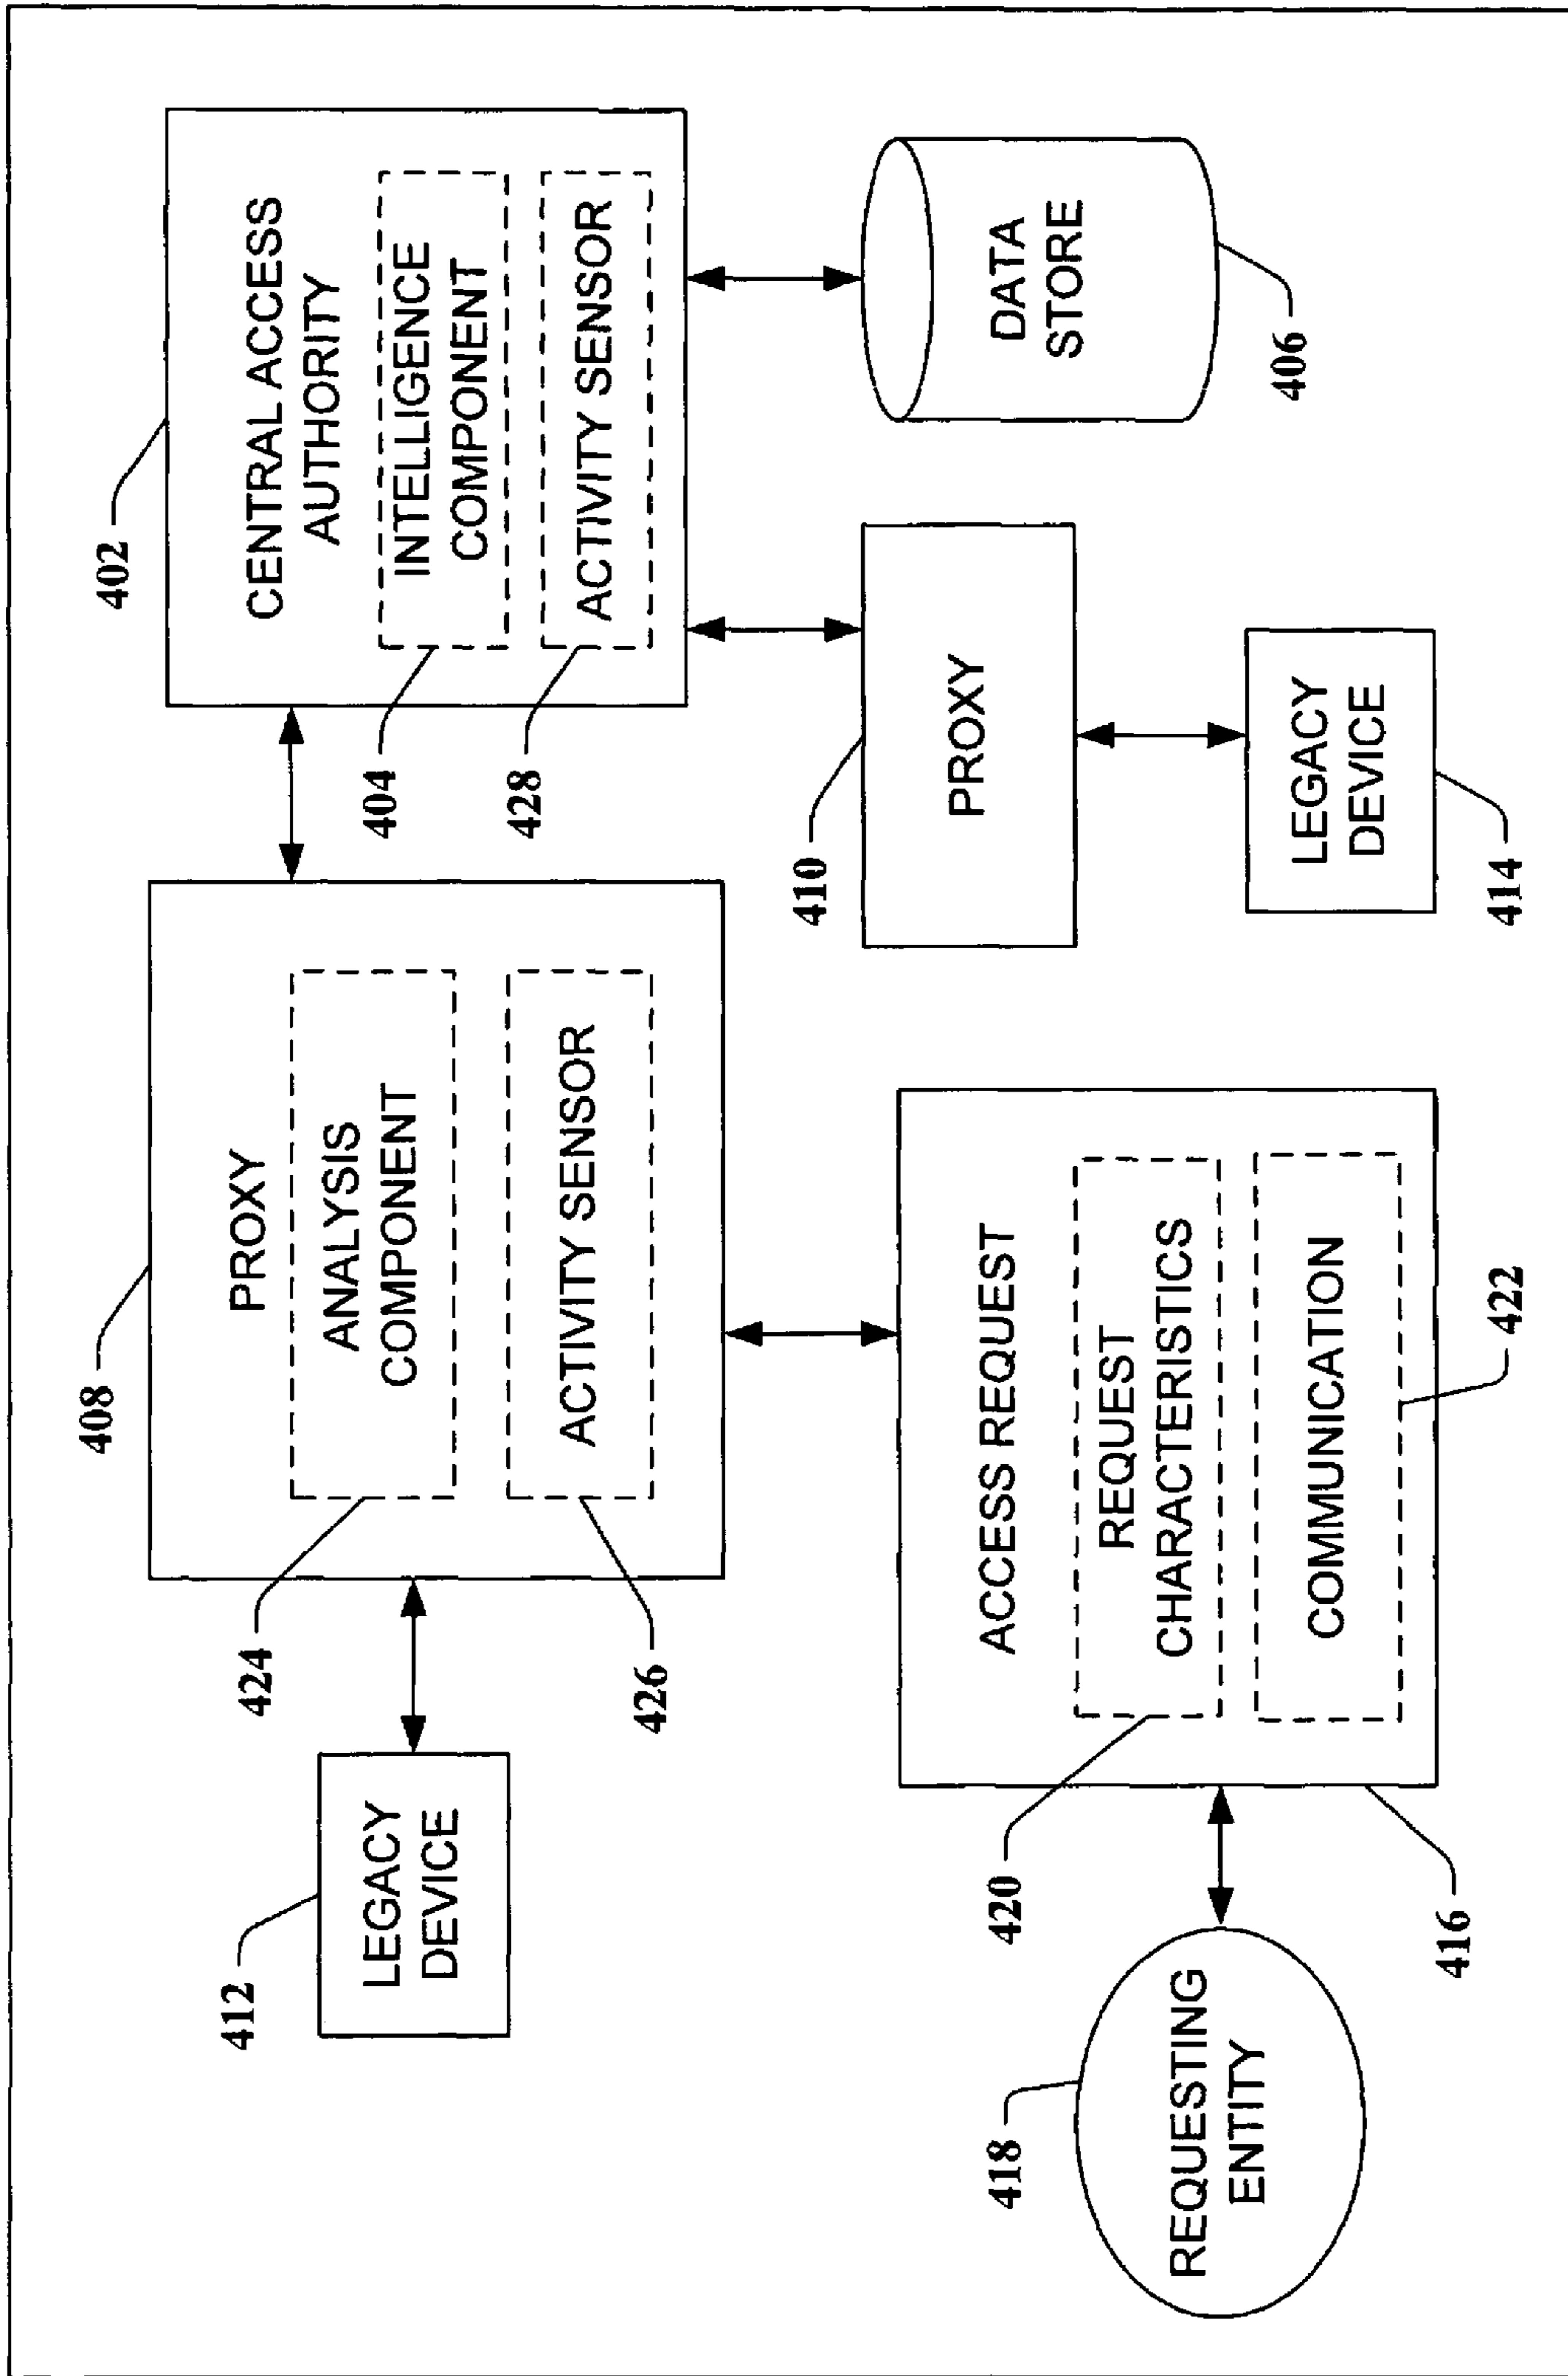 402
CENTRAL ACCESS
AUTHORITY
INTELLIGENCE
COMPONENT
404
ACTIVITY SENSOR
428
DATA
STORE
406
408
PROXY
ANALYSIS
COMPONENT
424
ACTIVITY SENSOR
426
410
PROXY
LEGACY
DEVICE
414
412
LEGACY
DEVICE
ACCESS REQUEST
REQUEST
CHARACTERISTICS
420
COMMUNICATION
422
416
418
REQUESTING
ENTITY